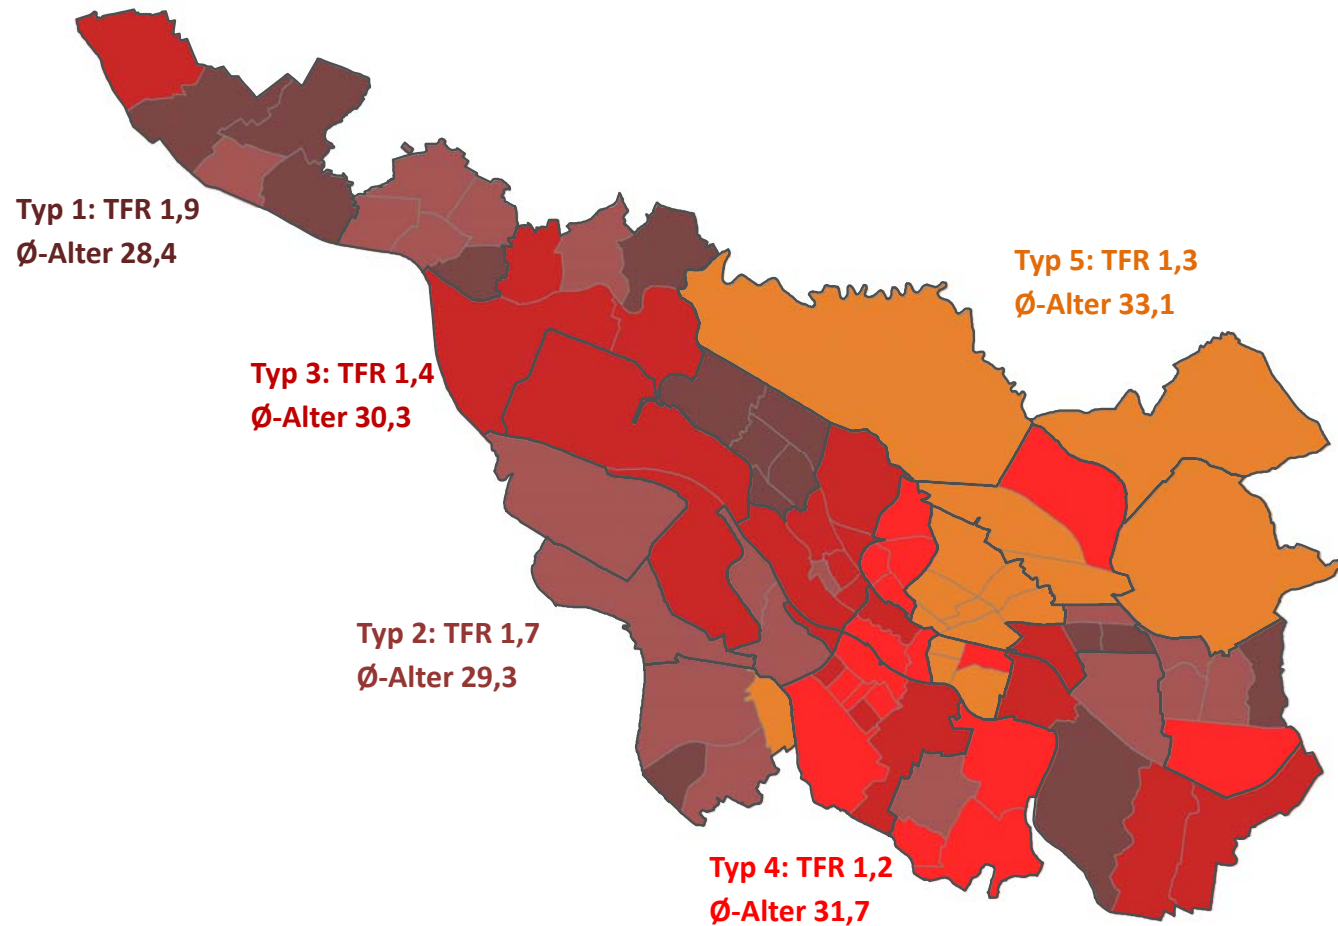 Typ 1: TFR 1,9
Ø-Alter 28,4
Typ 5: TFR 1,3
Ø-Alter 33,1
Typ 3: TFR 1,4
Ø-Alter 30,3
Typ 2: TFR 1,7
Ø-Alter 29,3
Typ 4: TFR 1,2
Ø-Alter 31,7